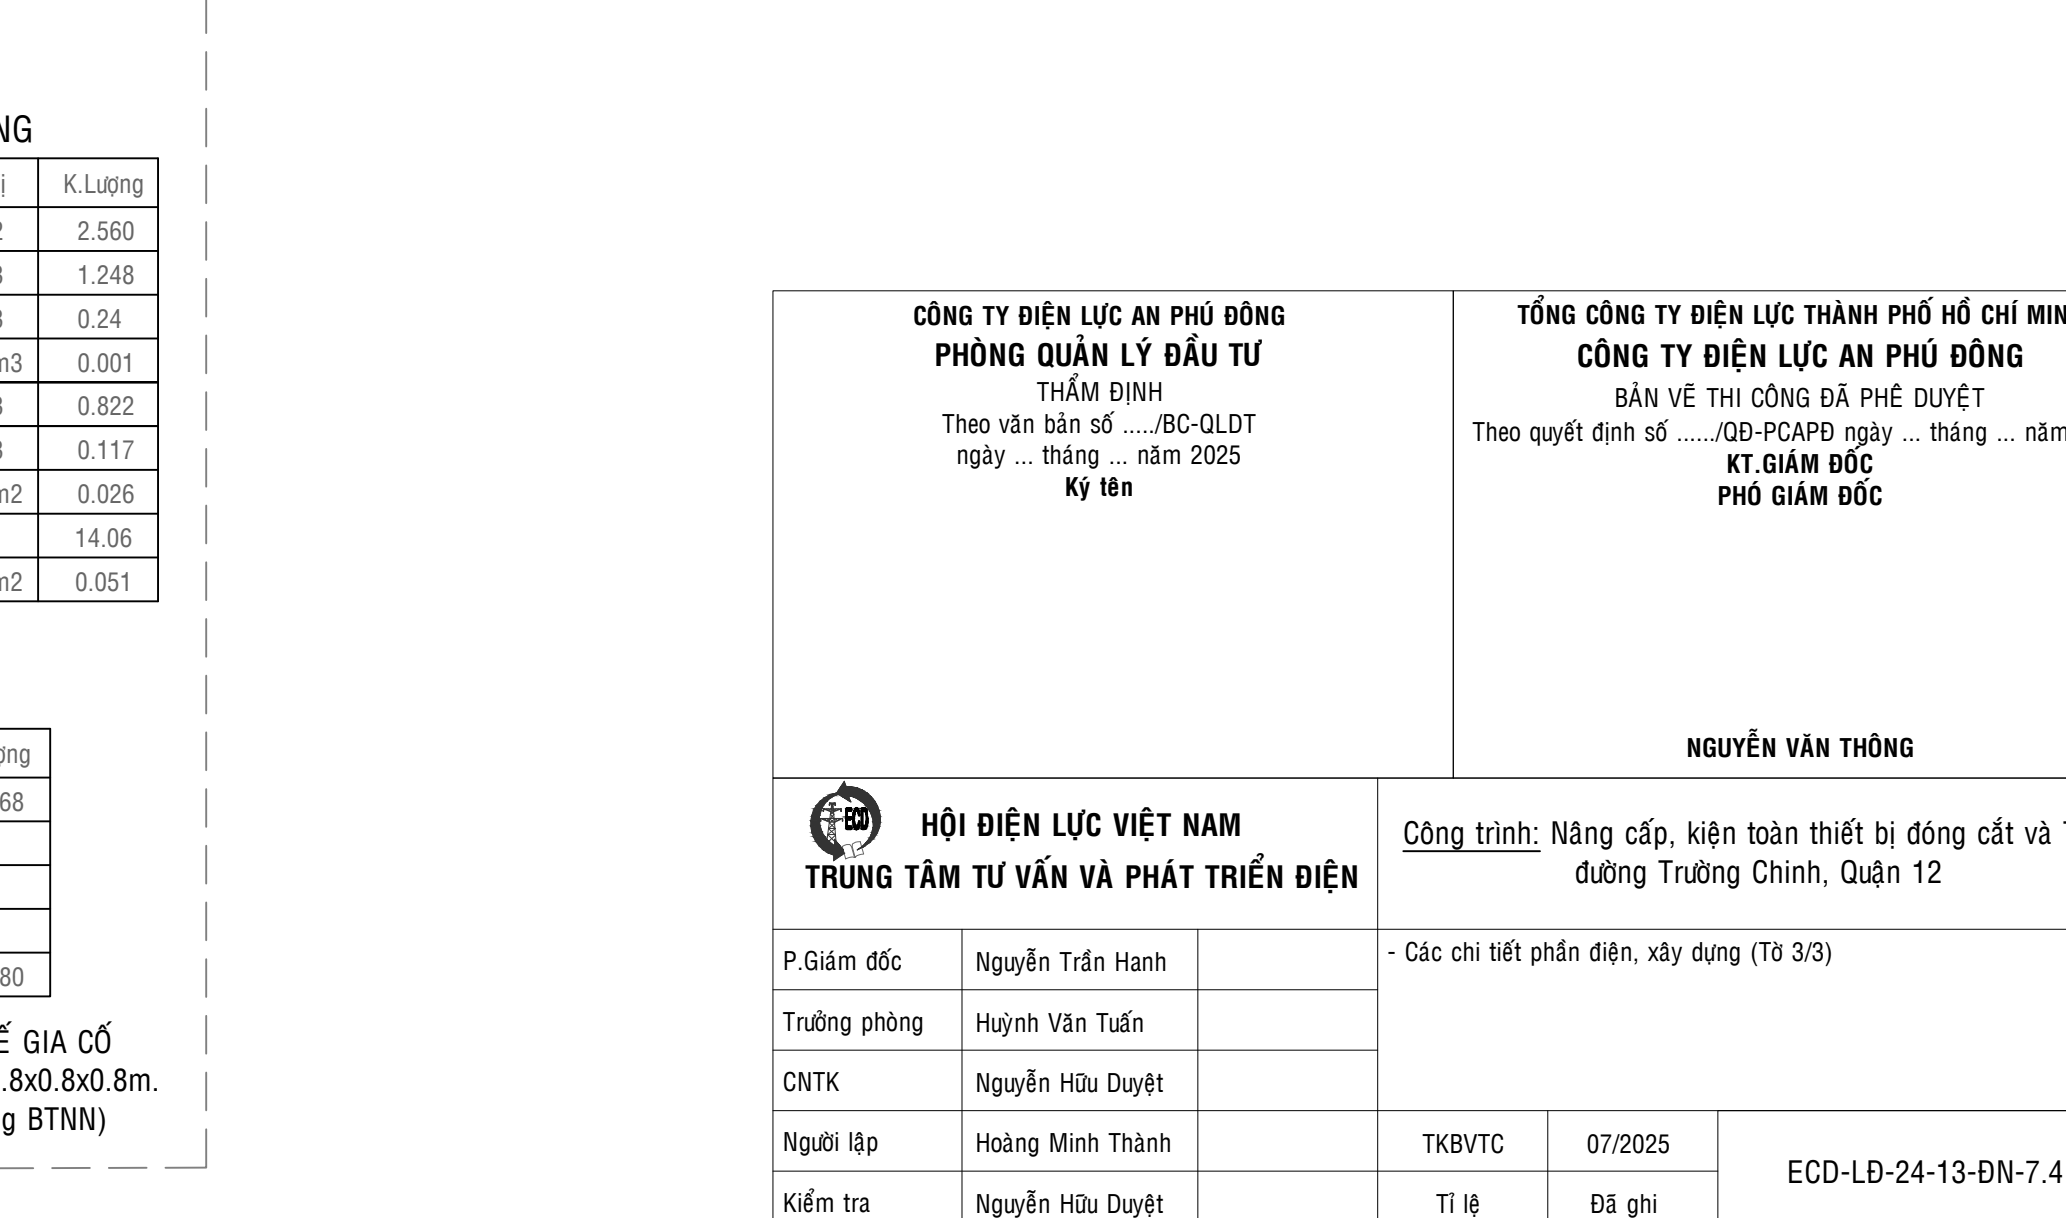 NG
K.Lượng
2.560
1.248
0.24
m3 0.001
0.822
0.117
m2 0.026
14.06
m2 0.051
68
80
Ế GIA CỐ
.8x0.8x0.8m.
g BTNN)
CÔNG TY ĐIỆN LỰC AN PHÚ ĐÔNG
PHÒNG QUẢN LÝ ĐẦU TƯ
THẨM ĐỊNH
Theo văn bản số ...../BC-QLDT
ngày ... tháng ... năm 2025
Ký tên
TỔNG CÔNG TY ĐIỆN LỰC THÀNH PHỐ HỒ CHÍ MIN
CÔNG TY ĐIỆN LỰC AN PHÚ ĐÔNG
BẢN VẼ THI CÔNG ĐÃ PHÊ DUYỆT
Theo quyết định số ....../QĐ-PCAPĐ ngày ... tháng ... năm
KT.GIÁM ĐỐC
PHÓ GIÁM ĐỐC
NGUYỄN VĂN THÔNG
ECD
HỘI ĐIỆN LỰC VIỆT NAM
TRUNG TÂM TƯ VẤN VÀ PHÁT TRIỂN ĐIỆN
Công trình: Nâng cấp, kiện toàn thiết bị đóng cắt và
đường Trường Chinh, Quận 12
P.Giám đốc Nguyễn Trần Hanh
- Các chi tiết phần điện, xây dựng (Tờ 3/3)
Trưởng phòng Huỳnh Văn Tuấn
CNTK Nguyễn Hữu Duyệt
Người lập Hoàng Minh Thành TKBVTC 07/2025
ECD-LĐ-24-13-ĐN-7.4
Kiểm tra Nguyễn Hữu Duyệt Tỉ lệ Đã ghi